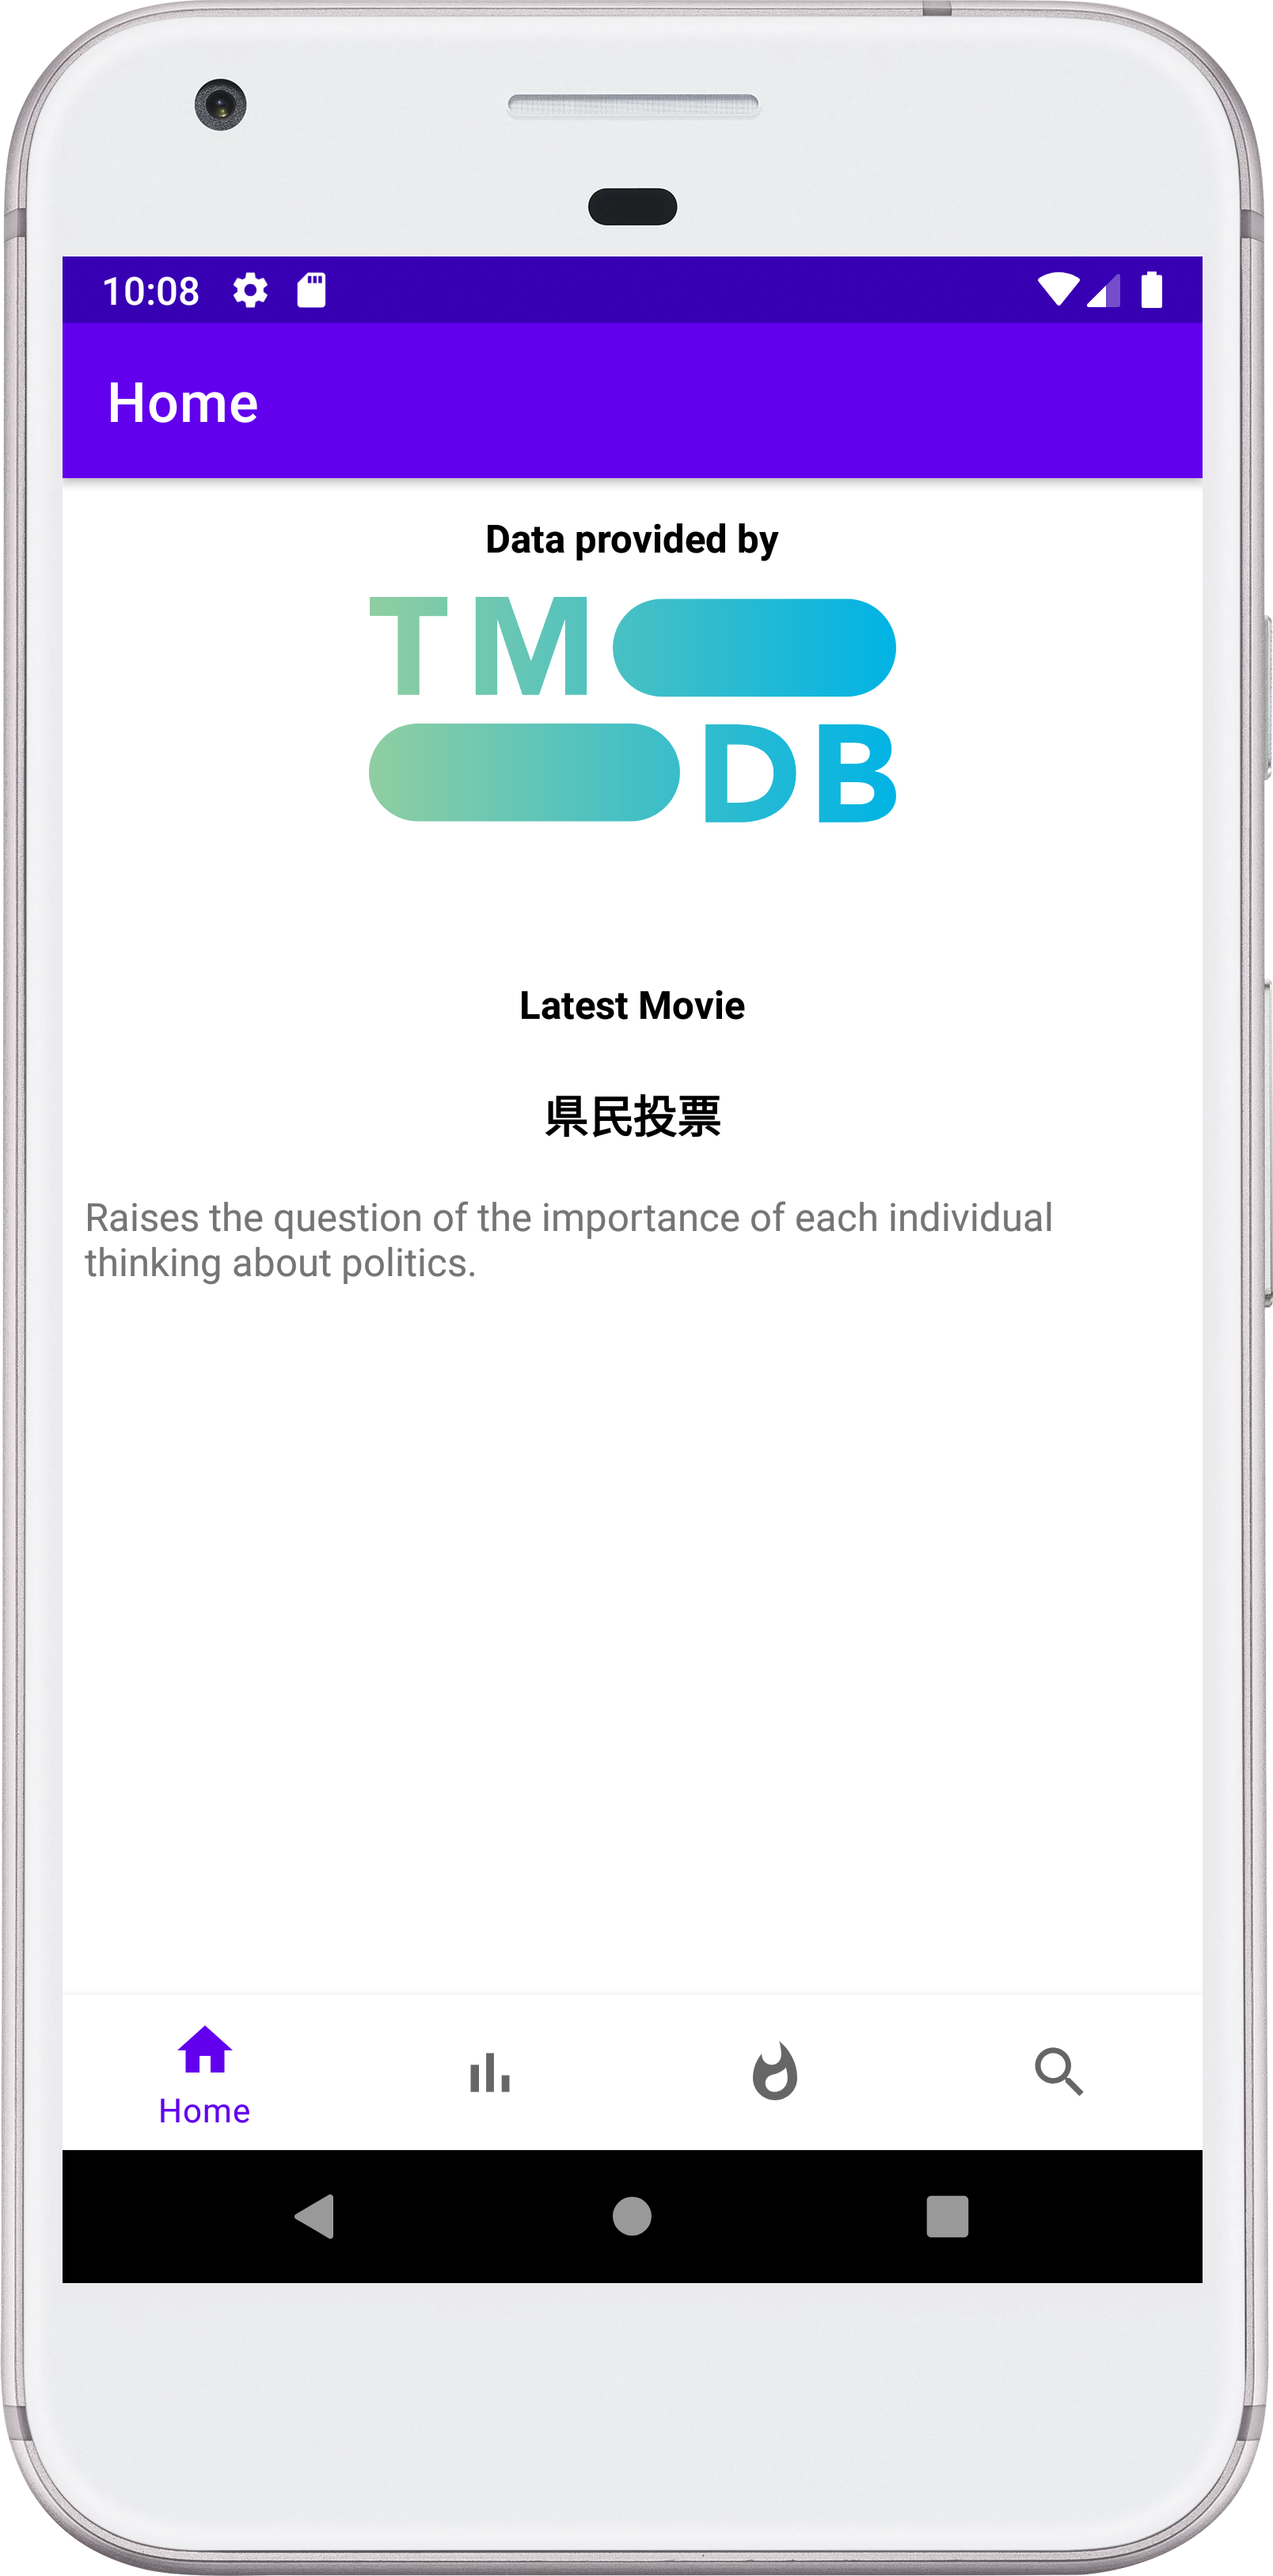 10:08
Home
Data provided by
TM
DB
Latest Movie
県民投票
Raises the question of the importance of each individual
thinking about politics.
Home